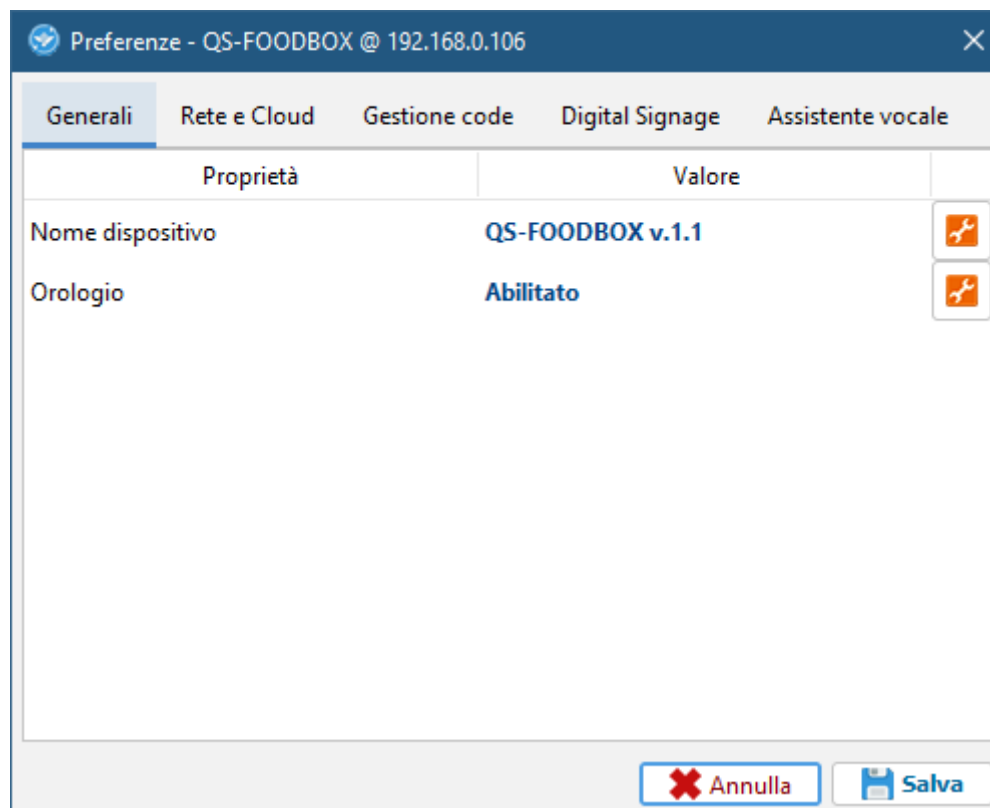 Preferenze - QS-FOODBOX @ 192.168.0.106
Generali Rete e Cloud Gestione code Digital Signage Assistente vocale
Proprietà Valore
Nome dispositivo QS-FOODBOX v.1.1
Orologio Abilitato
Annulla Salva